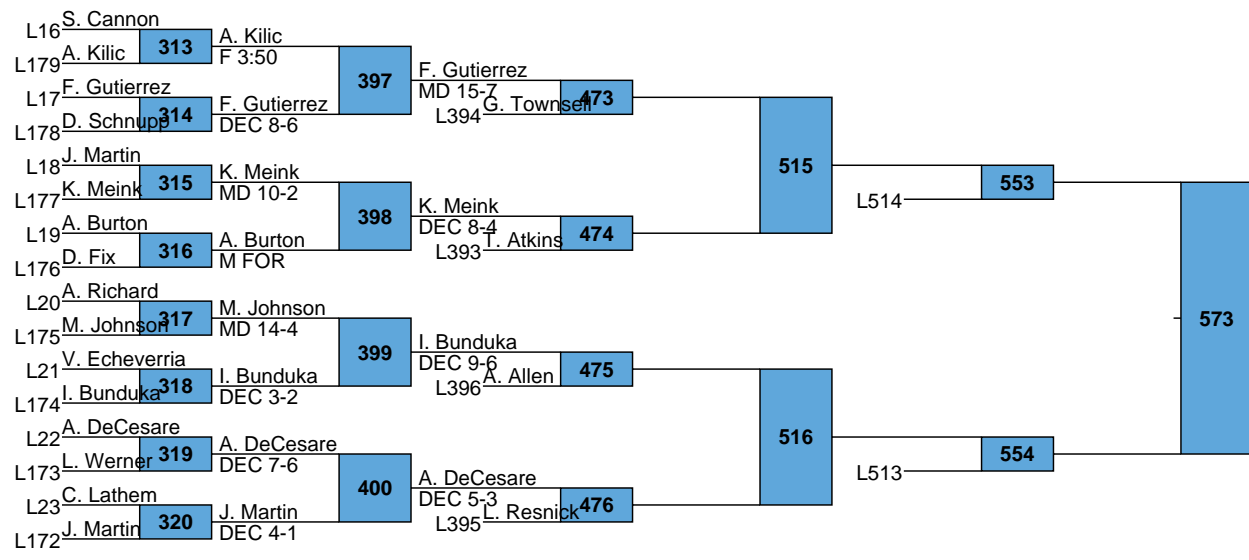 L16 S. Cannon
L179 A. Kilic
313
A. Kilic
F 3:50
L17 F. Gutierrez
L178 D. Schnupp
314
F. Gutierrez
DEC 8-6
397
F. Gutierrez
MD 15-7
L394 G. Townsell
473
L18 J. Martin
L177 K. Meink
315
K. Meink
MD 10-2
L19 A. Burton
L176 D. Fix
316
A. Burton
M FOR
398
K. Meink
DEC 8-4
L393 T. Atkins
474
515
L514
553
L20 A. Richard
L175 M. Johnson
317
M. Johnson
MD 14-4
L21 V. Echeverria
L174 I. Bunduka
318
I. Bunduka
DEC 3-2
399
I. Bunduka
DEC 9-6
L396 A. Allen
475
L22 A. DeCesare
L173 L. Werner
319
A. DeCesare
DEC 7-6
L23 C. Lathem
L172 J. Martin
320
J. Martin
DEC 4-1
400
A. DeCesare
DEC 5-3
L395 L. Resnick
476
516
L513
554
573